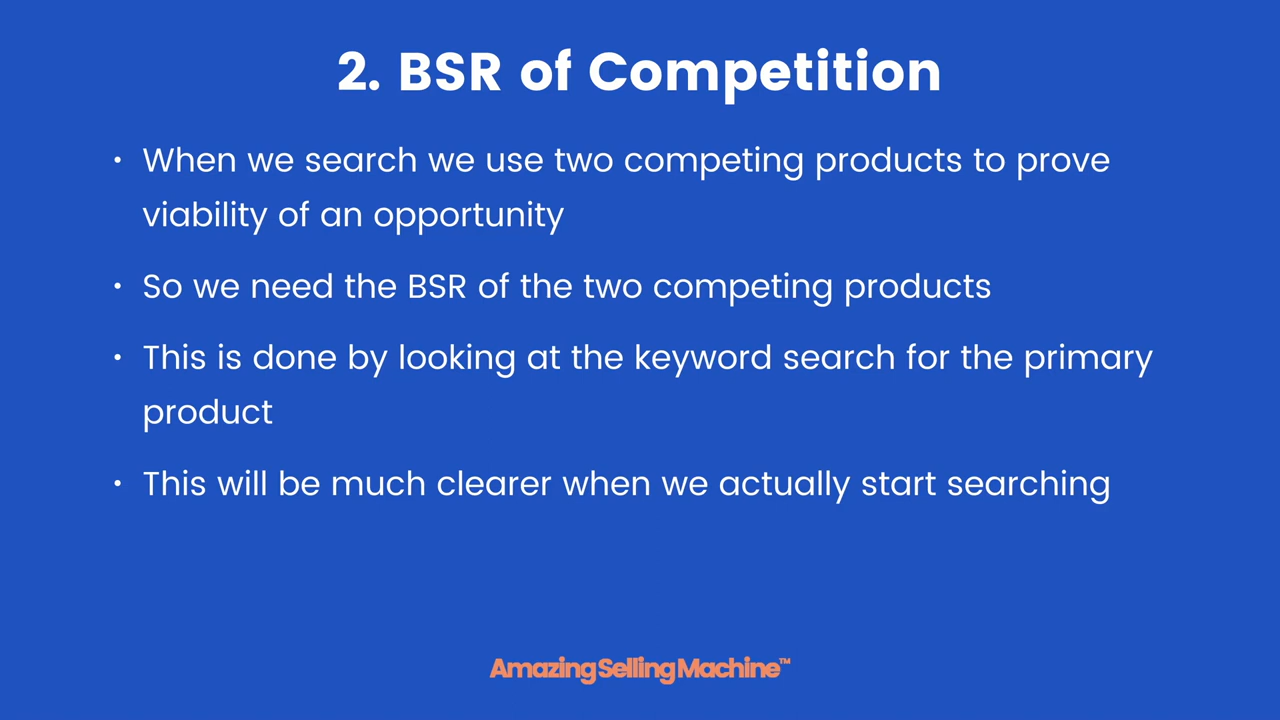 2. BSR of Competition
• When we search we use two competing products to prove
viability of an opportunity
• So we need the BSR of the two competing products
• This is done by looking at the keyword search for the primary
product
• This will be much clearer when we actually start searching
AmazingSellingMachine™